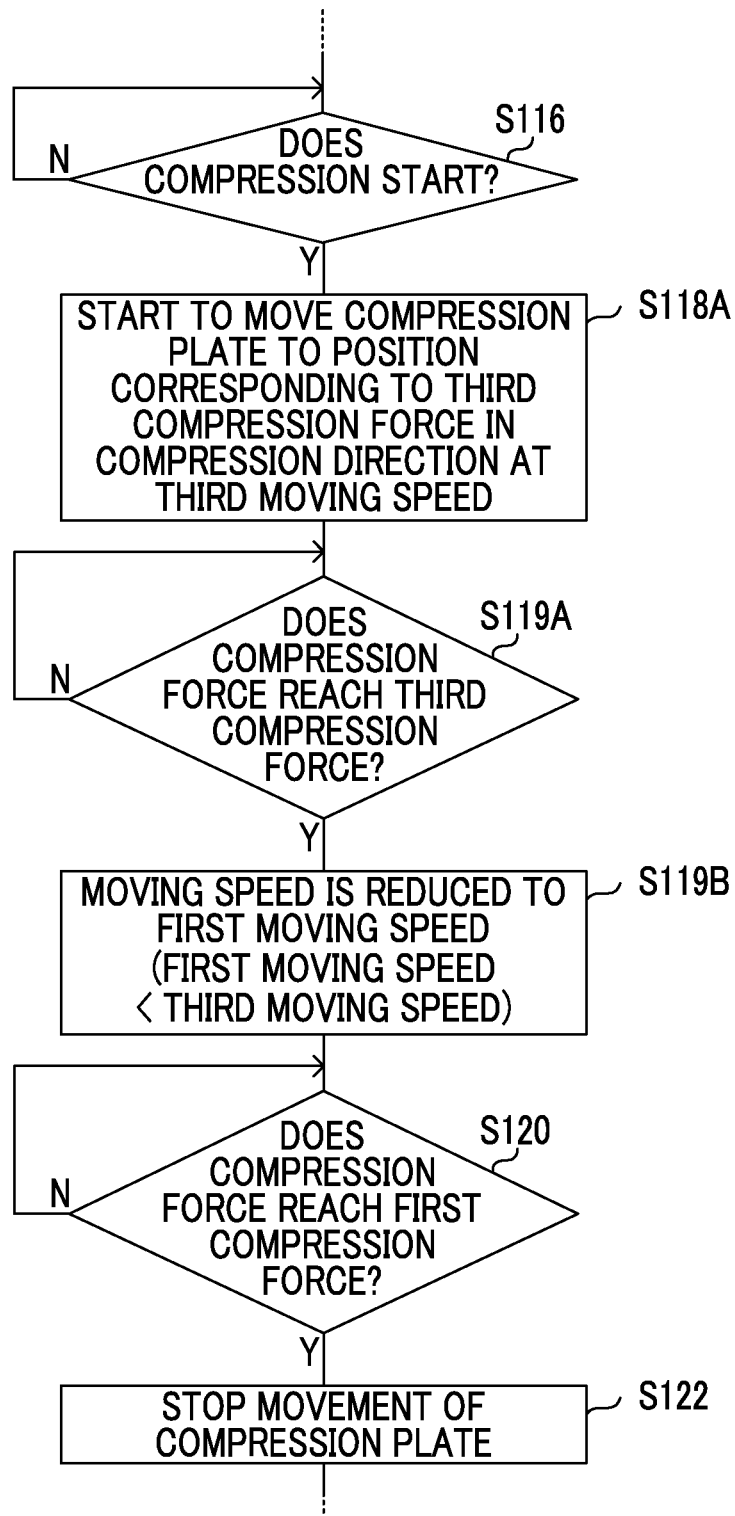 S116
DOES
COMPRESSION START?
N
Y
S118A
START TO MOVE COMPRESSION
PLATE TO POSITION
CORRESPONDING TO THIRD
COMPRESSION FORCE IN
COMPRESSION DIRECTION AT
THIRD MOVING SPEED
S119A
DOES
COMPRESSION
FORCE REACH THIRD
COMPRESSION
FORCE?
N
Y
S119B
MOVING SPEED IS REDUCED TO
FIRST MOVING SPEED
(FIRST MOVING SPEED
< THIRD MOVING SPEED)
S120
DOES
COMPRESSION
FORCE REACH FIRST
COMPRESSION
FORCE?
N
Y
S122
STOP MOVEMENT OF
COMPRESSION PLATE